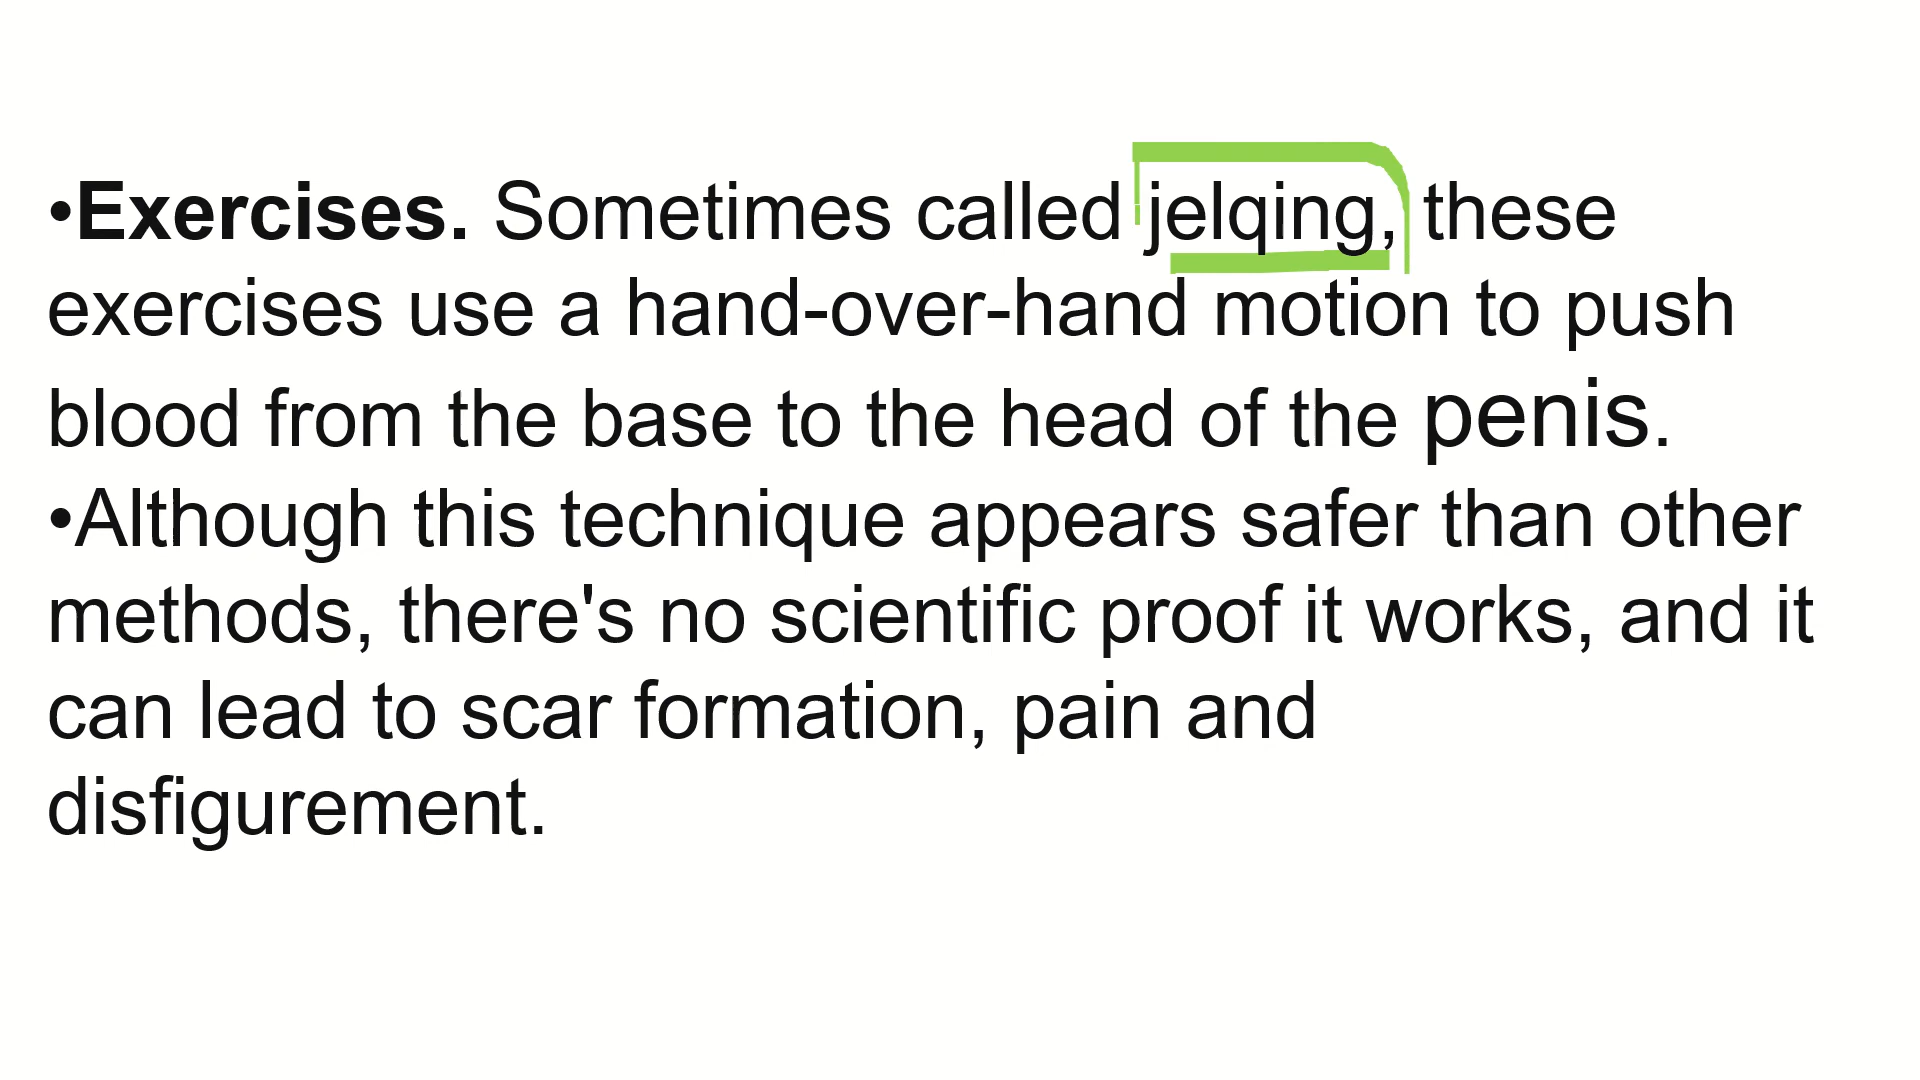 •Exercises. Sometimes called jelqing, these
exercises use a hand-over-hand motion to push
blood from the base to the head of the penis.
•Although this technique appears safer than other
methods, there's no scientific proof it works, and it
can lead to scar formation, pain and
disfigurement.